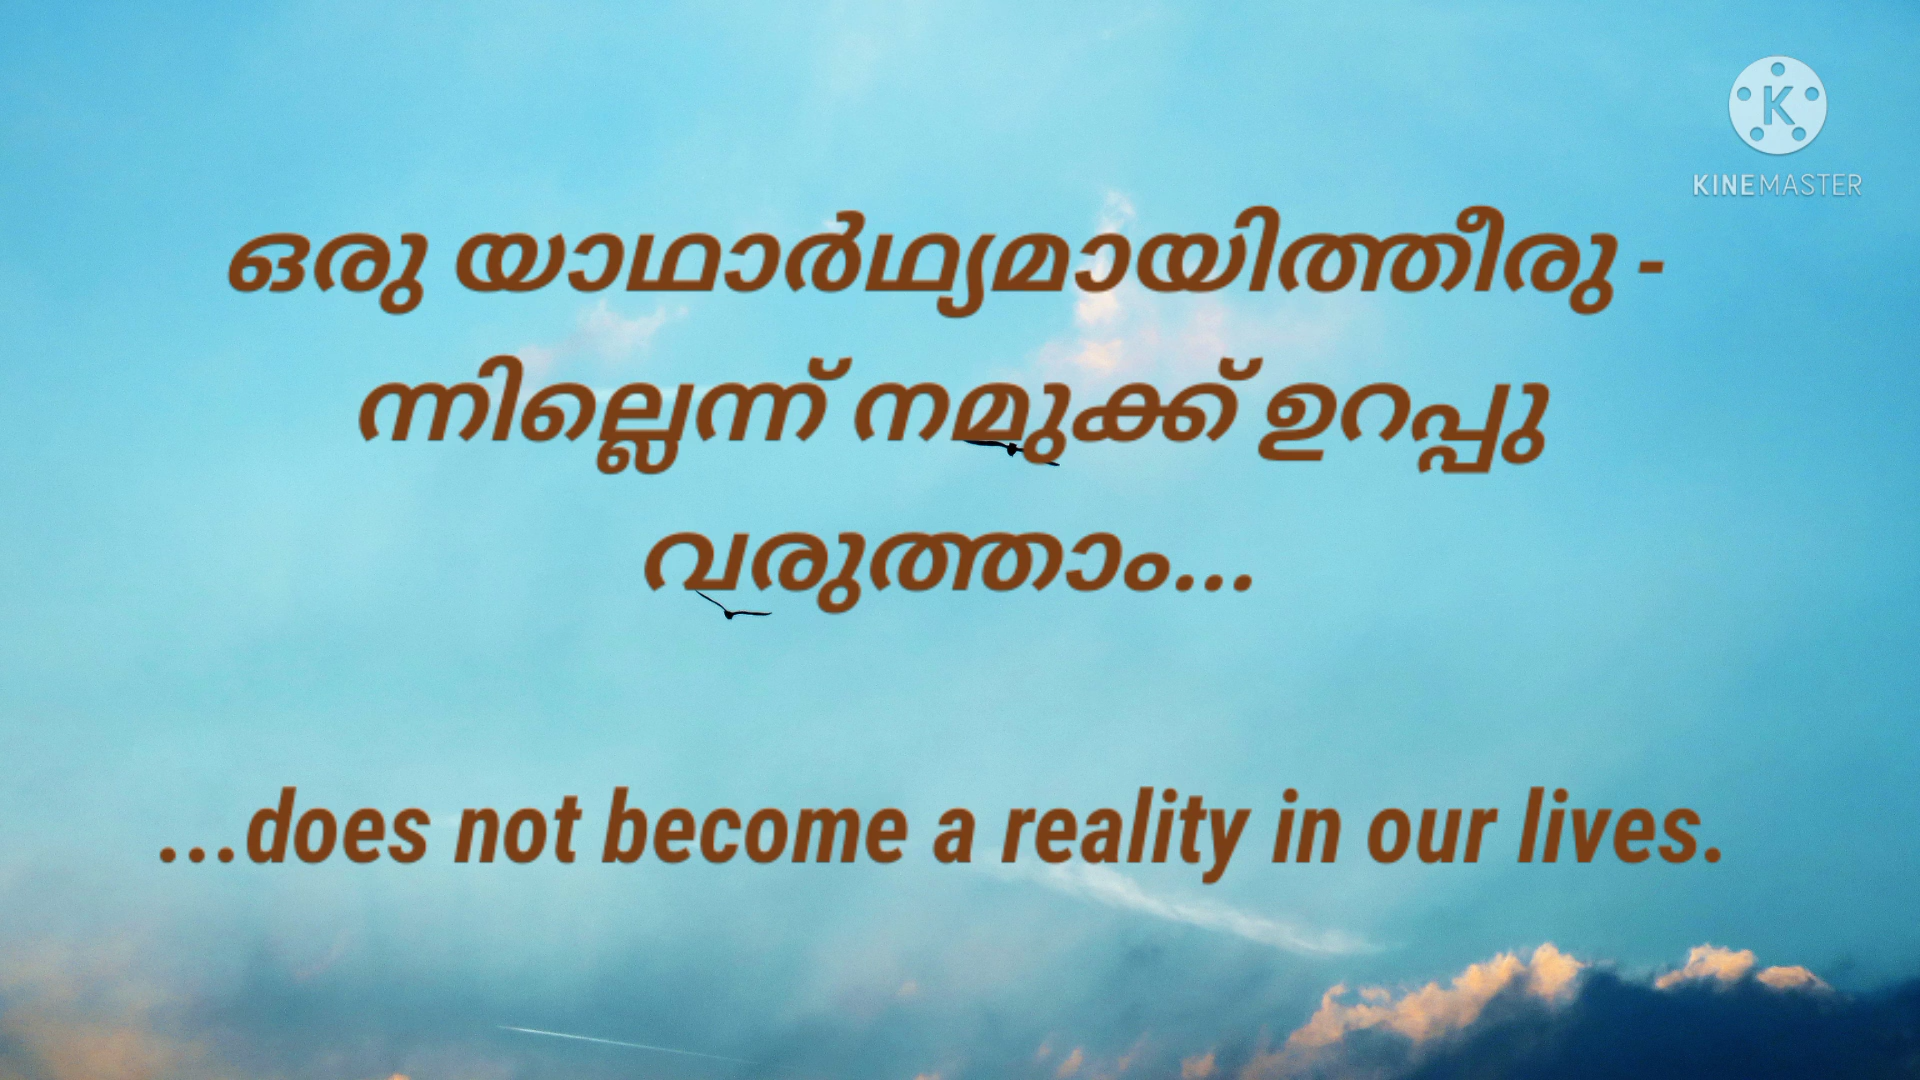 KINEMASTER
ഒരു യാഥാർഥ്യമായിത്തീരു -
ന്നില്ലെന്ന് നമുക്ക് ഉറപ്പു
വരുത്താം...
...does not become a reality in our lives.